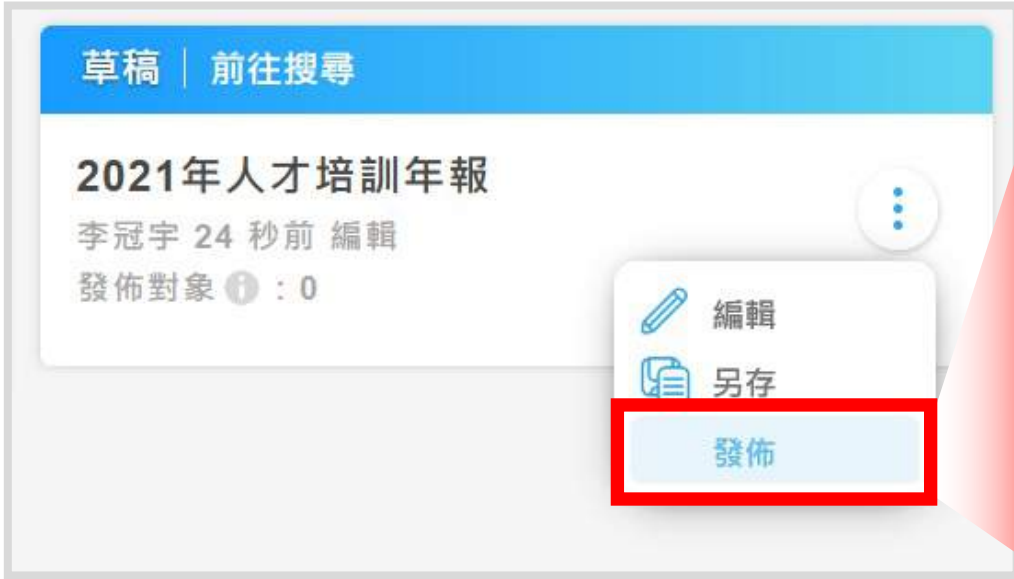 草稿 | 前往搜尋
2021年人才培訓年報
李冠宇 24 秒前 編輯
發佈對象 : 0
編輯
另存
發佈